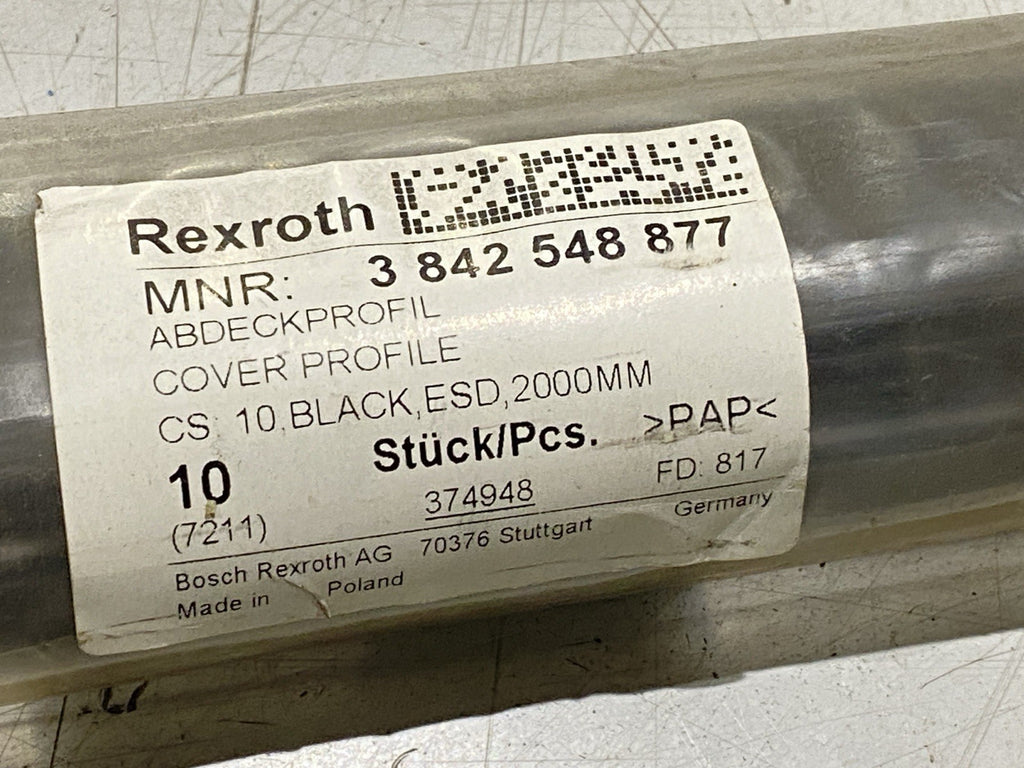 Rexroth
MNR: 3 842 548 877
ABDECKPROFIL
COVER PROFILE
CS: 10,BLACK,ESD,2000MM
10 Stück/Pcs. >PAP<
(7211) 374948 FD: 817
Bosch Rexroth AG 70376 Stuttgart Germany
Made in Poland